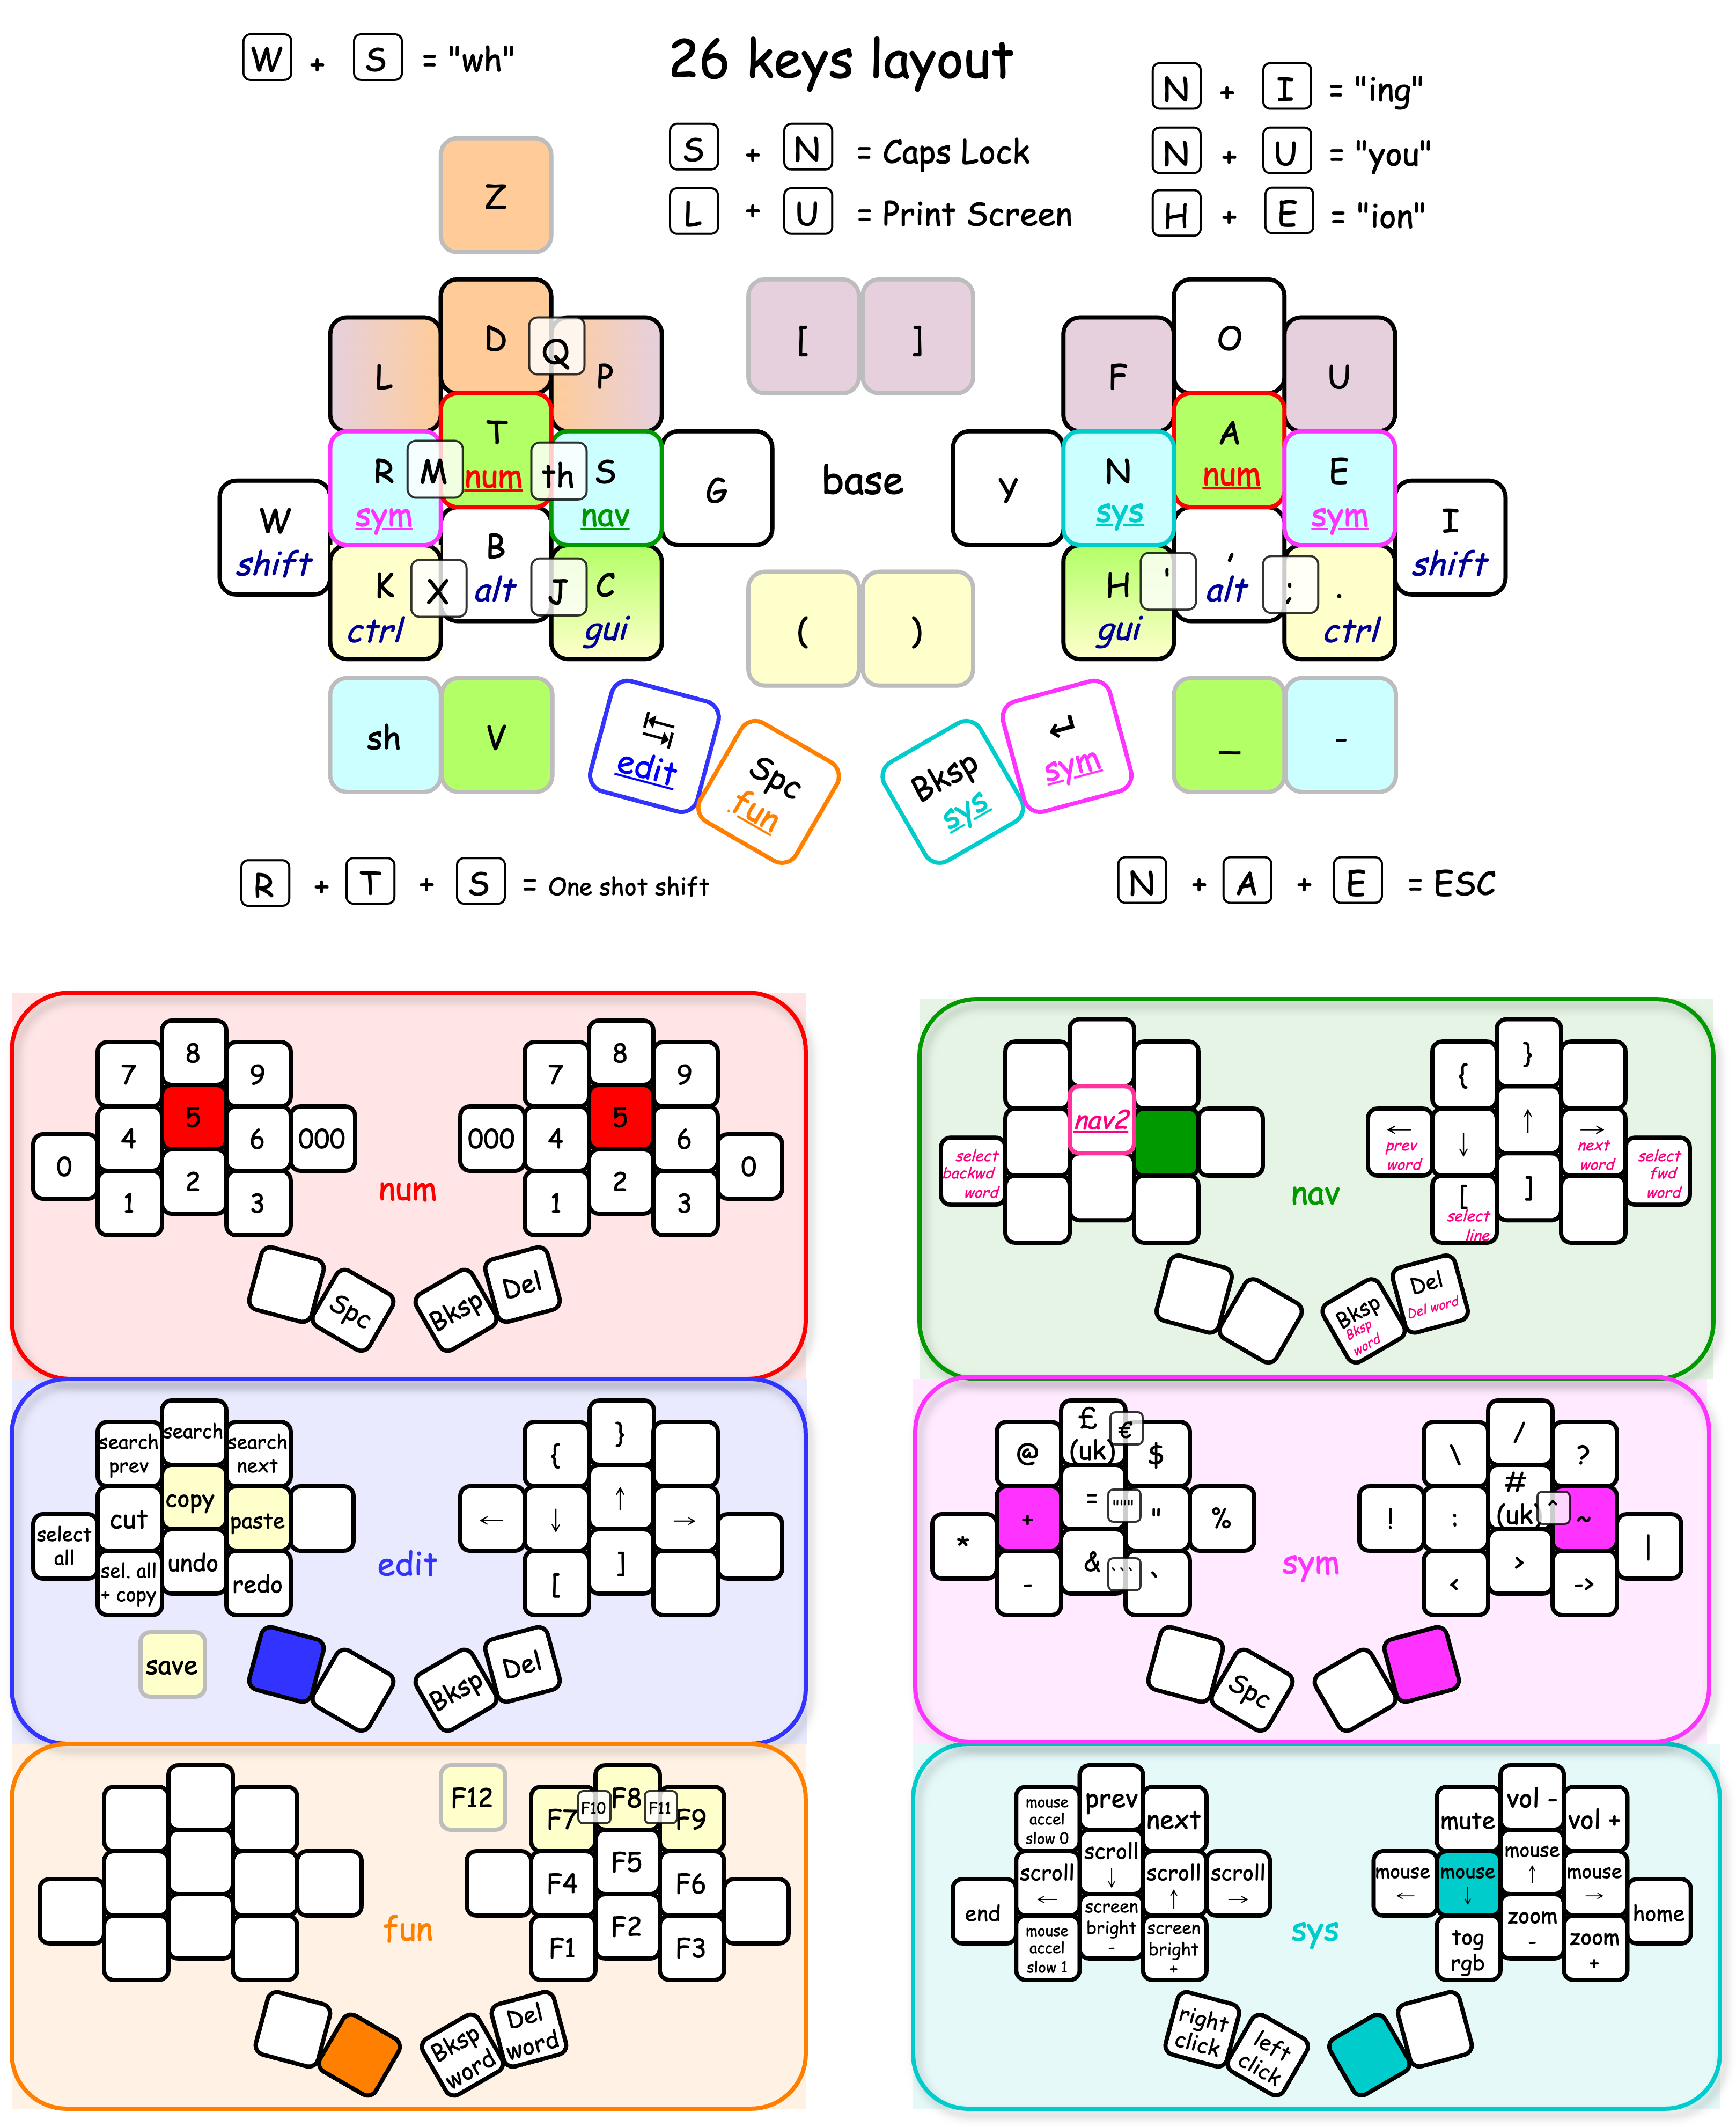 W + S = "wh"
26 keys layout
N + I = "ing"
S + N = Caps Lock
N + U = "you"
L + U = Print Screen
H + E = "ion"
Z
D
Q
L
P
[ ]
O
F
U
T
num
R
sym
M
th
S
nav
G
W
shift
B
alt
K
ctrl
X
J
C
gui
base
( )
Y
N
sys
A
num
E
sym
I
shift
H
gui
'
,
alt
;
.
ctrl
sh
V
⇤
⇥
edit
Spc
fun
Bksp
sys
↵
sym
_
-
R + T + S = One shot shift
N + A + E = ESC
7 8 9
4 5 6 000
0
1 2 3
num
7 8 9
000 4 5 6
0
1 2 3
Spc
Bksp
Del
nav2
select
backwd
word
nav
{ }
←
prev
word
↓
↑
→
next
word
select
fwd
word
[
select
line
]
Bksp
Bksp
word
Del
Del word
search
prev
search
search
next
cut
copy
paste
select
all
sel. all
+ copy
undo
redo
save
edit
{ }
← ↓ ↑ →
[ ]
Bksp
Del
@
£
(uk)
€
$
+
=
"""
"
%
*
-
&
```
`
sym
\ / ?
!
:
#
(uk)
^
~
|
< > ->
Spc
fun
F12
F7
F10
F8
F11
F9
F4 F5 F6
F1 F2 F3
Bksp
word
Del
word
mouse
accel
slow 0
prev
next
scroll
←
scroll
↓
scroll
↑
scroll
→
end
mouse
accel
slow 1
screen
bright
-
screen
bright
+
sys
mute
vol -
vol +
mouse
←
mouse
↓
mouse
↑
mouse
→
home
tog
rgb
zoom
-
zoom
+
right
click
left
click